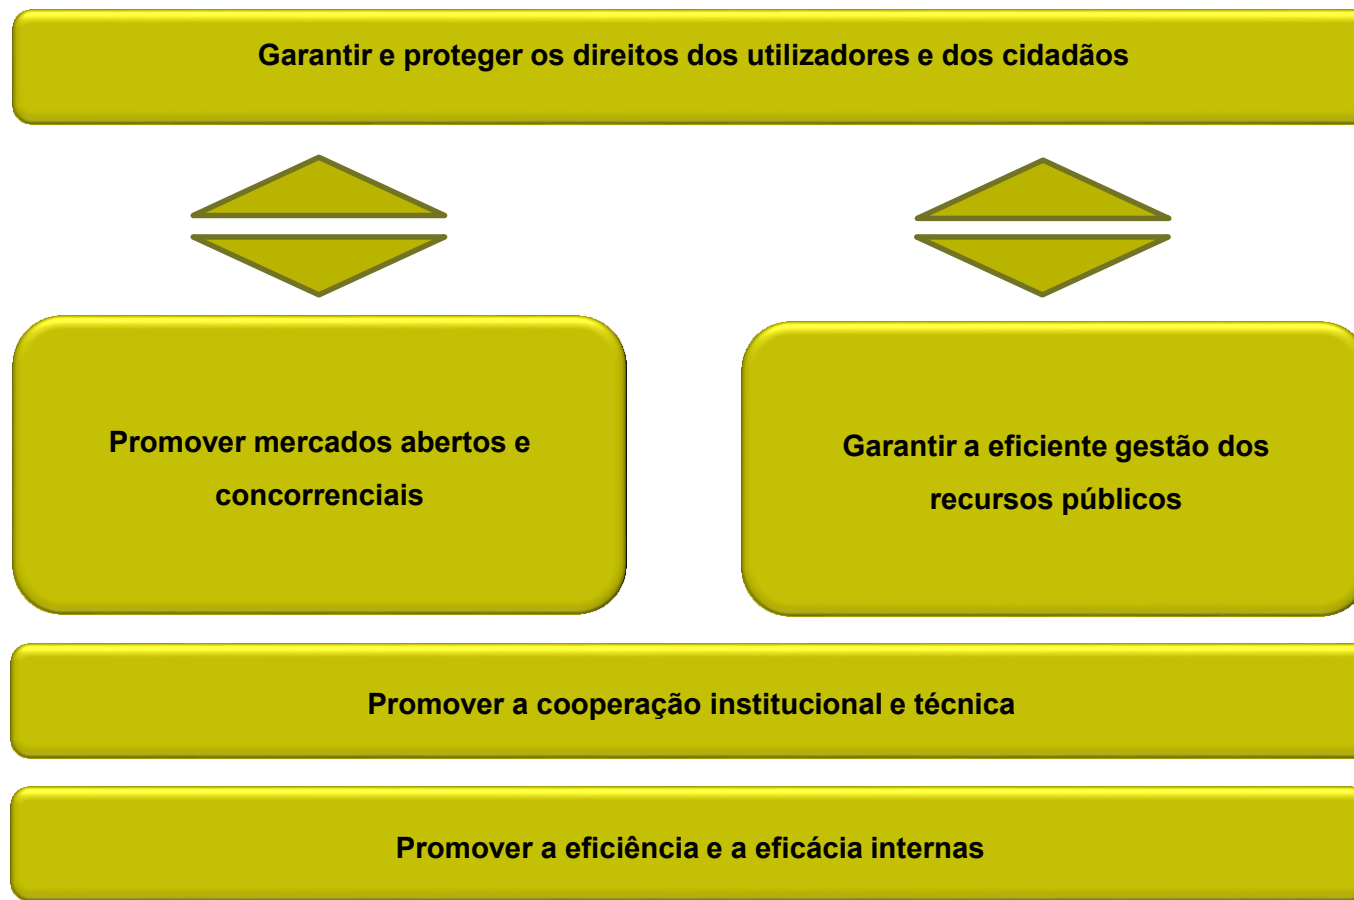 Garantir e proteger os direitos dos utilizadores e dos cidadãos
Promover mercados abertos e
concorrenciais
Garantir a eficiente gestão dos
recursos públicos
Promover a cooperação institucional e técnica
Promover a eficiência e a eficácia internas